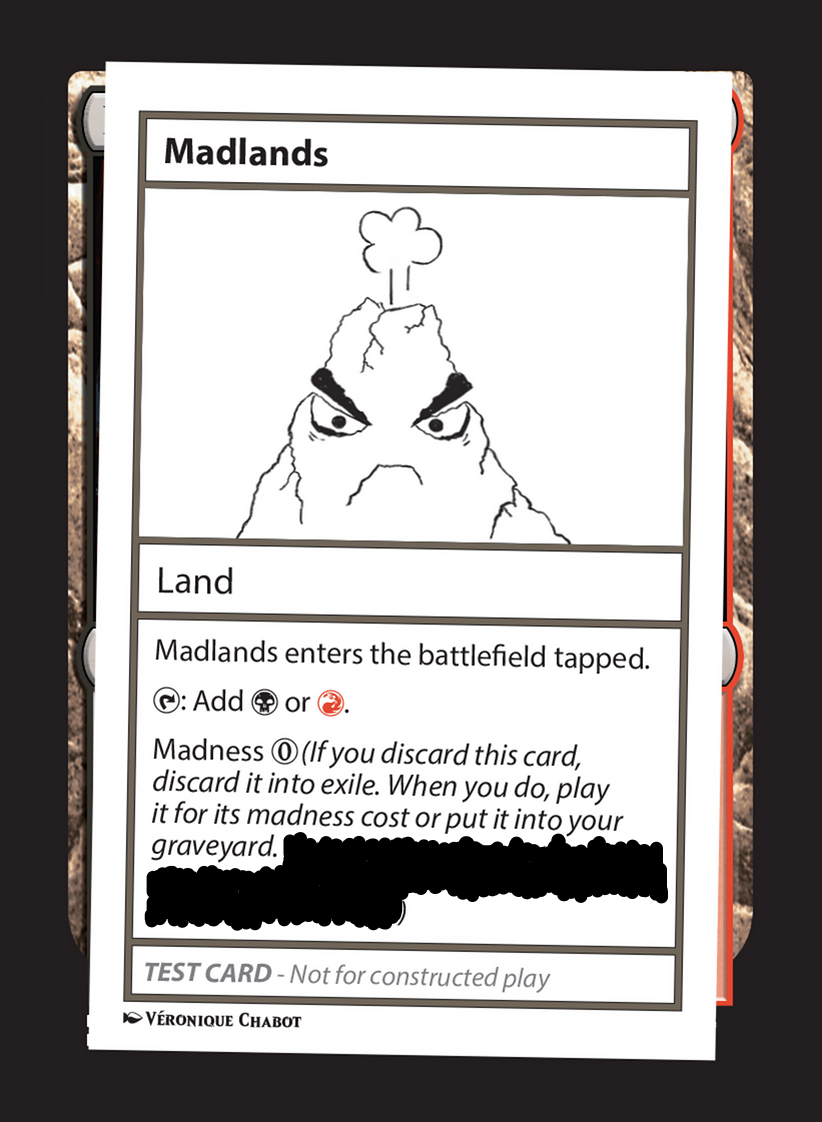 Madlands
Land
Madlands enters the battlefield tapped.
: Add or .
Madness 0 (If you discard this card,
discard it into exile. When you do, play
it for its madness cost or put it into your
graveyard.
)
TEST CARD - Not for constructed play
VÉRONIQUE CHABOT